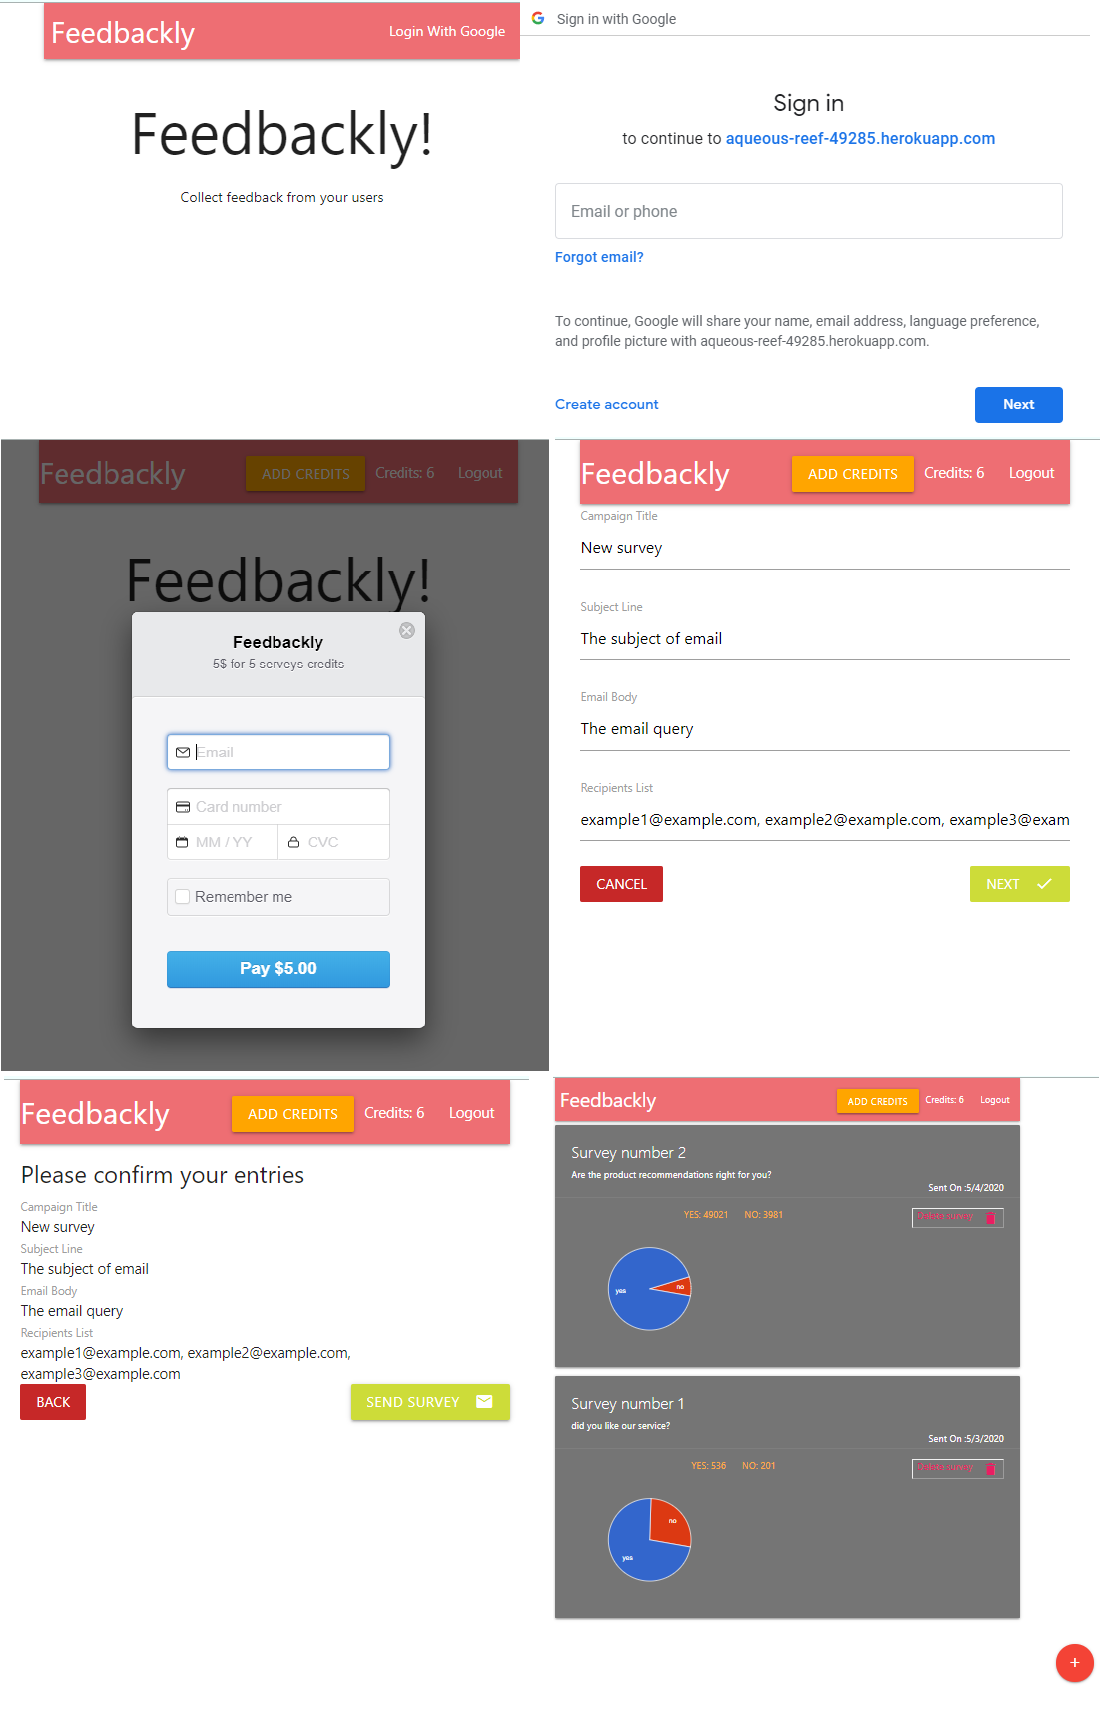 Feedbackly
Login With Google
Feedbackly!
Collect feedback from your users
Sign in with Google
Sign in
to continue to aqueous-reef-49285.herokuapp.com
Email or phone
Forgot email?
To continue, Google will share your name, email address, language preference,
and profile picture with aqueous-reef-49285.herokuapp.com.
Create account
Next
Feedbackly
ADD CREDITS
Credits: 6
Logout
Feedbackly!
Feedbackly
5$ for 5 serveys credits
Email
Card number
MM / YY
CVC
Remember me
Pay $5.00
Feedbackly
ADD CREDITS
Credits: 6
Logout
Campaign Title
New survey
Subject Line
The subject of email
Email Body
The email query
Recipients List
example1@example.com, example2@example.com, example3@exam
CANCEL
NEXT
Feedbackly
ADD CREDITS
Credits: 6
Logout
Please confirm your entries
Campaign Title
New survey
Subject Line
The subject of email
Email Body
The email query
Recipients List
example1@example.com, example2@example.com,
example3@example.com
BACK
SEND SURVEY
Feedbackly
ADD CREDITS
Credits: 6
Logout
Survey number 2
Are the product recommendations right for you?
Sent On :5/4/2020
YES: 49021
NO: 3981
Delete survey
yes
no
Survey number 1
did you like our service?
Sent On :5/3/2020
YES: 536
NO: 201
Delete survey
no
yes
+